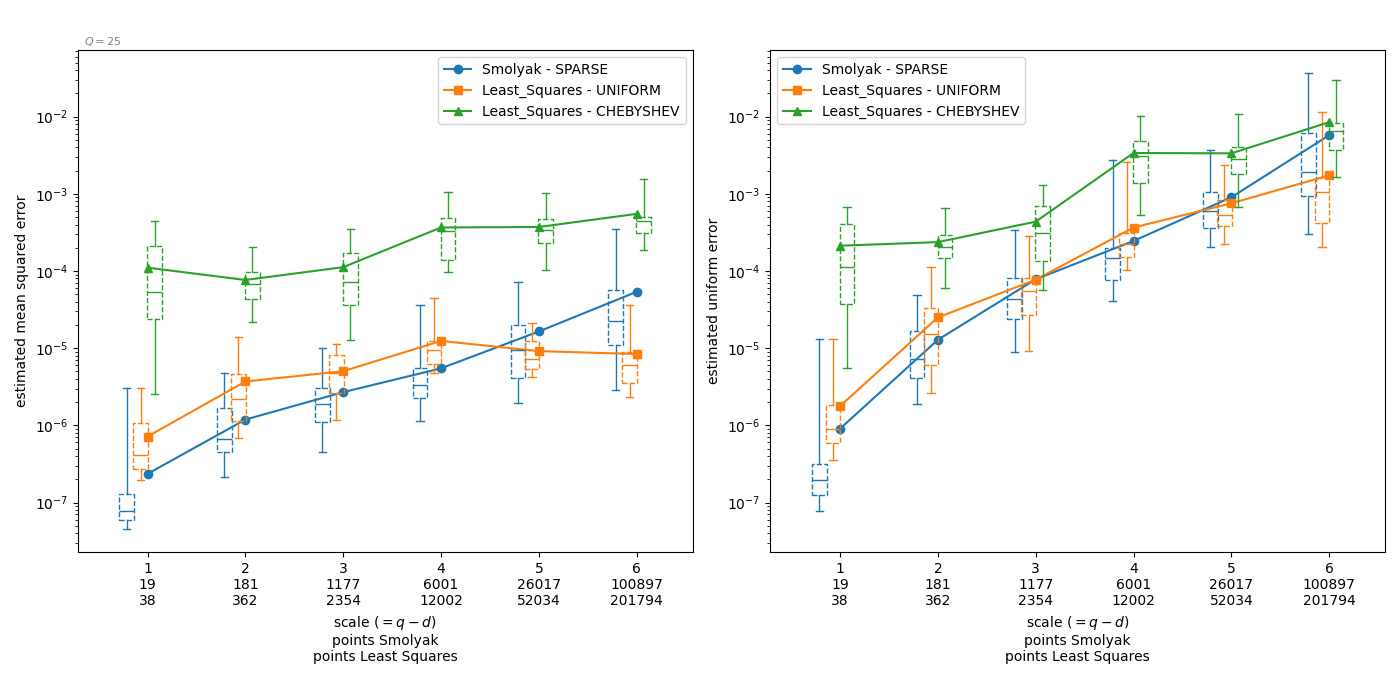 Q = 25
Smolyak - SPARSE
Least_Squares - UNIFORM
Least_Squares - CHEBYSHEV
estimated mean squared error
10⁻²
10⁻³
10⁻⁴
10⁻⁵
10⁻⁶
10⁻⁷
1 2 3 4 5 6
19 181 1177 6001 26017 100897
38 362 2354 12002 52034 201794
scale (= q − d)
points Smolyak
points Least Squares
Smolyak - SPARSE
Least_Squares - UNIFORM
Least_Squares - CHEBYSHEV
estimated uniform error
10⁻²
10⁻³
10⁻⁴
10⁻⁵
10⁻⁶
10⁻⁷
1 2 3 4 5 6
19 181 1177 6001 26017 100897
38 362 2354 12002 52034 201794
scale (= q − d)
points Smolyak
points Least Squares